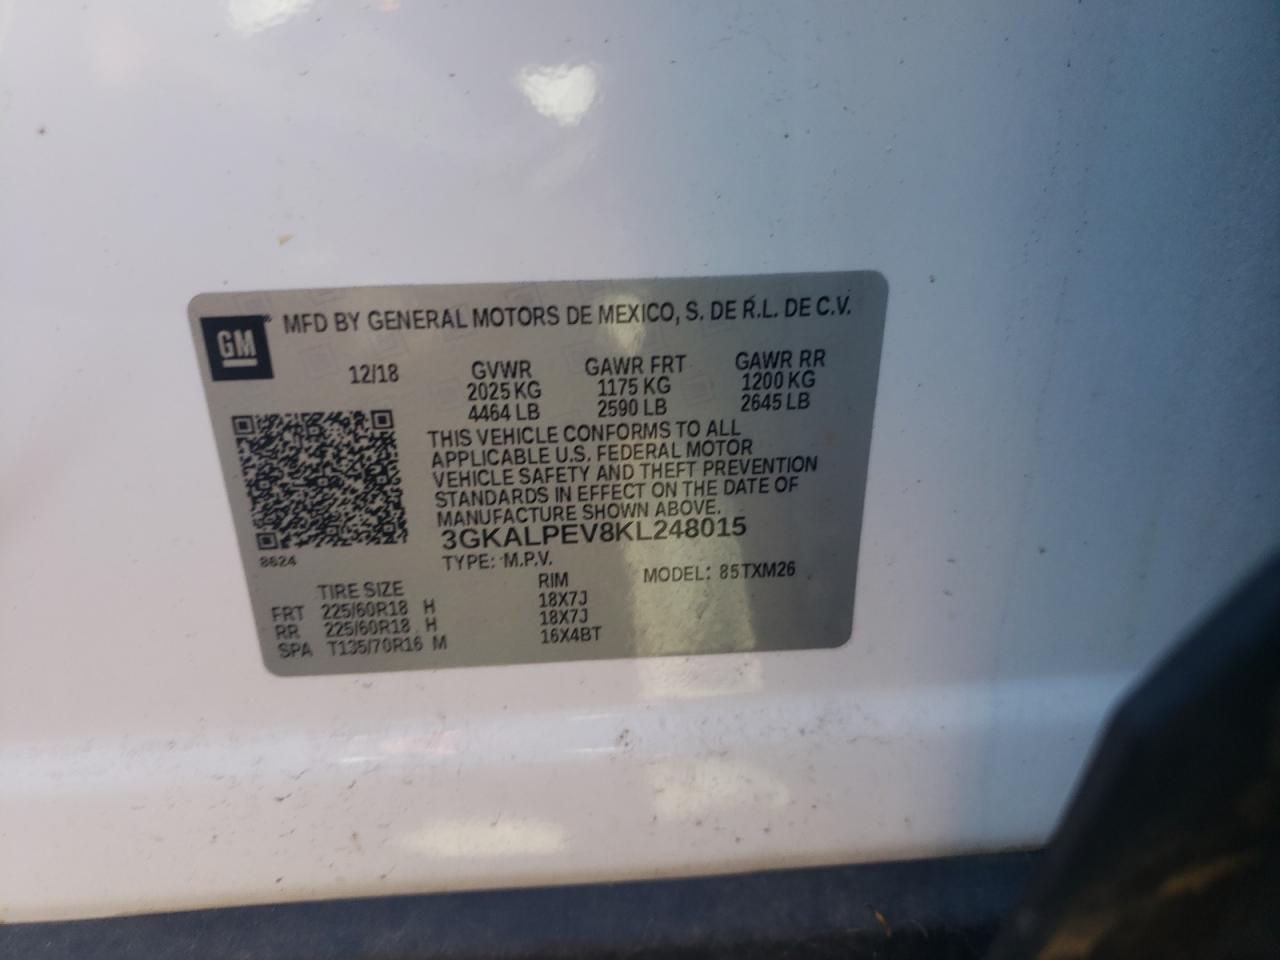 GM® MFD BY GENERAL MOTORS DE MEXICO, S. DE R.L. DE C.V.
12/18 GVWR GAWR FRT GAWR RR
2025 KG 1175 KG 1200 KG
4464 LB 2590 LB 2645 LB
THIS VEHICLE CONFORMS TO ALL
APPLICABLE U.S. FEDERAL MOTOR
VEHICLE SAFETY AND THEFT PREVENTION
STANDARDS IN EFFECT ON THE DATE OF
MANUFACTURE SHOWN ABOVE.
3GKALPEV8KL248015
8624
TYPE: M.P.V. MODEL: 85TXM26
TIRE SIZE RIM
FRT 225/60R18 H 18X7J
RR 225/60R18 H 18X7J
SPA T135/70R16 M 16X4BT